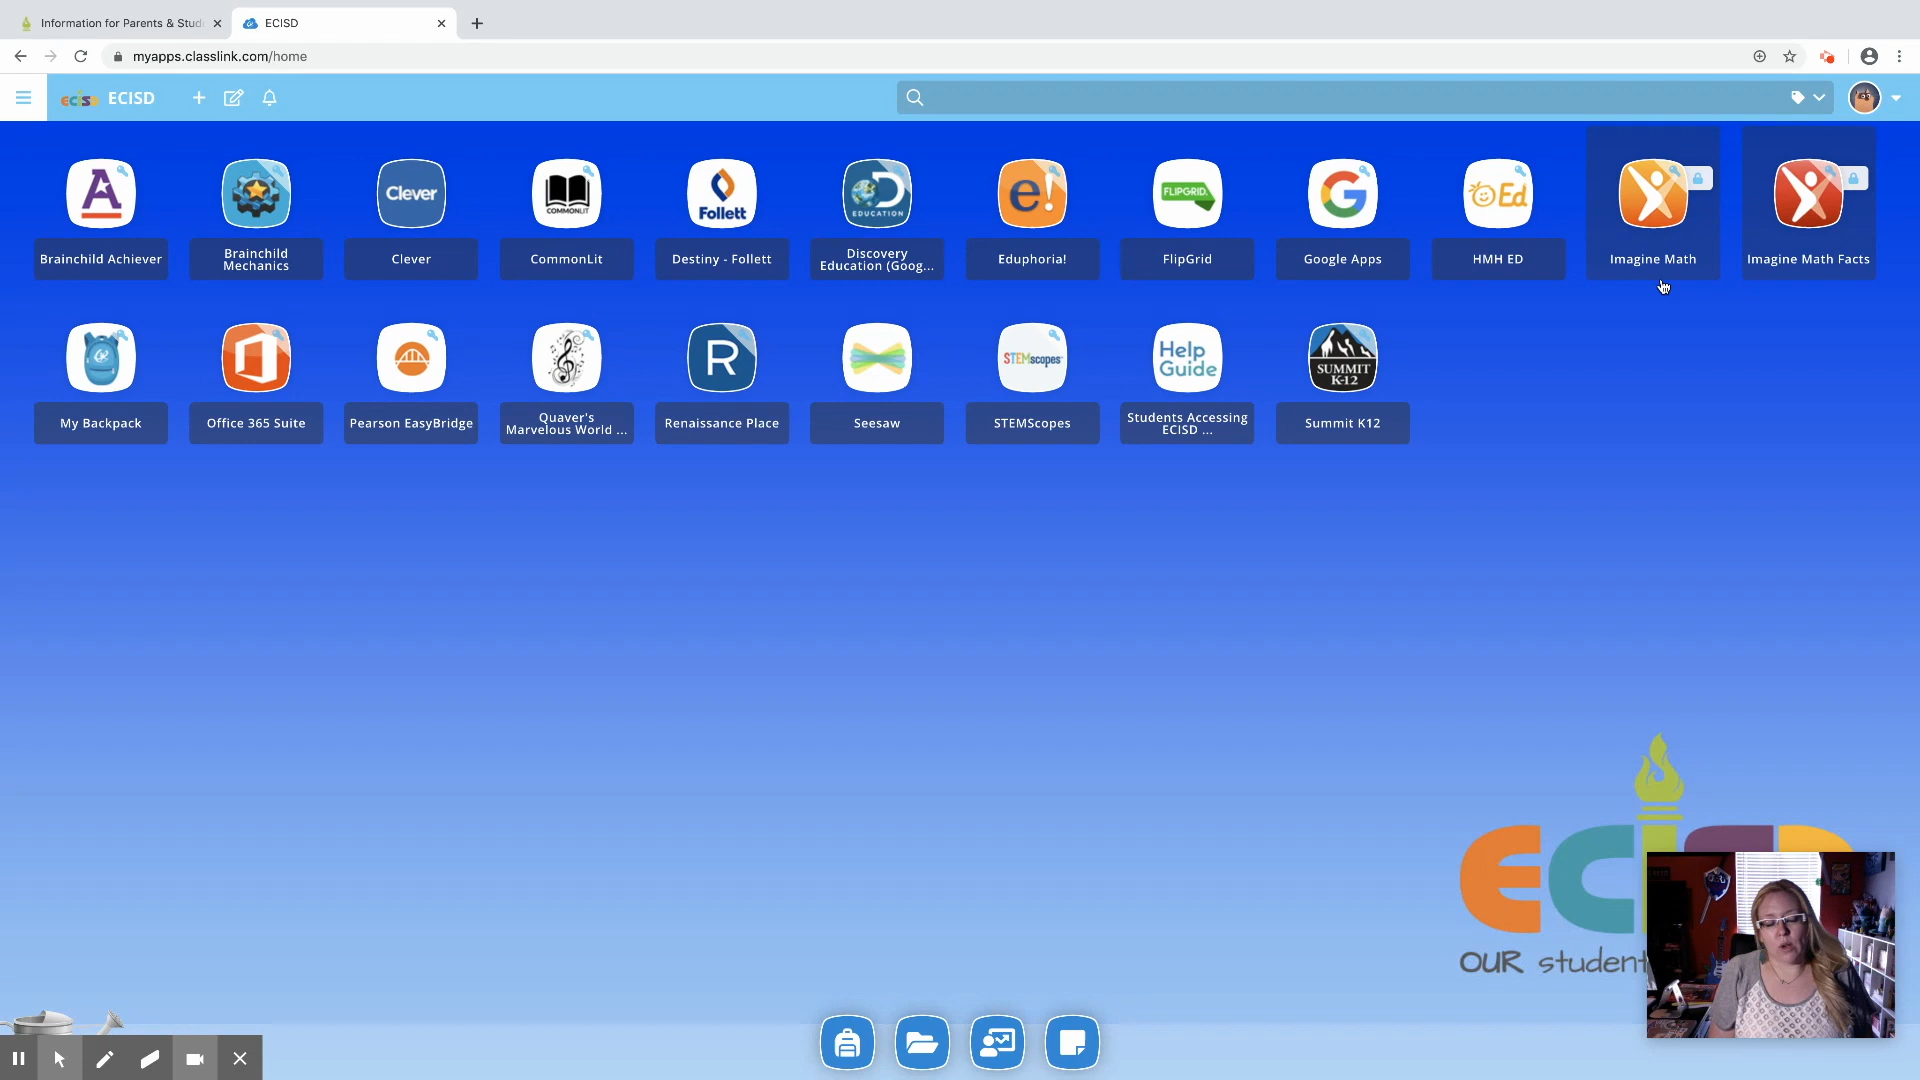 Information for Parents & Stud
ECISD
myapps.classlink.com/home
ecisd ECISD
A
Clever
COMMONLIT
Follett
D
EDUCATION
e!
FLIPGRID.
G
Ed
Brainchild Achiever
Brainchild
Mechanics
Clever
CommonLit
Destiny - Follett
Discovery
Education (Goog...
Eduphoria!
FlipGrid
Google Apps
HMH ED
Imagine Math
Imagine Math Facts
R
STEMscopes
Help
Guide
SUMMIT
K-12
My Backpack
Office 365 Suite
Pearson EasyBridge
Quaver's
Marvelous World ...
Renaissance Place
Seesaw
STEMScopes
Students Accessing
ECISD ...
Summit K12
ECISD
OUR student